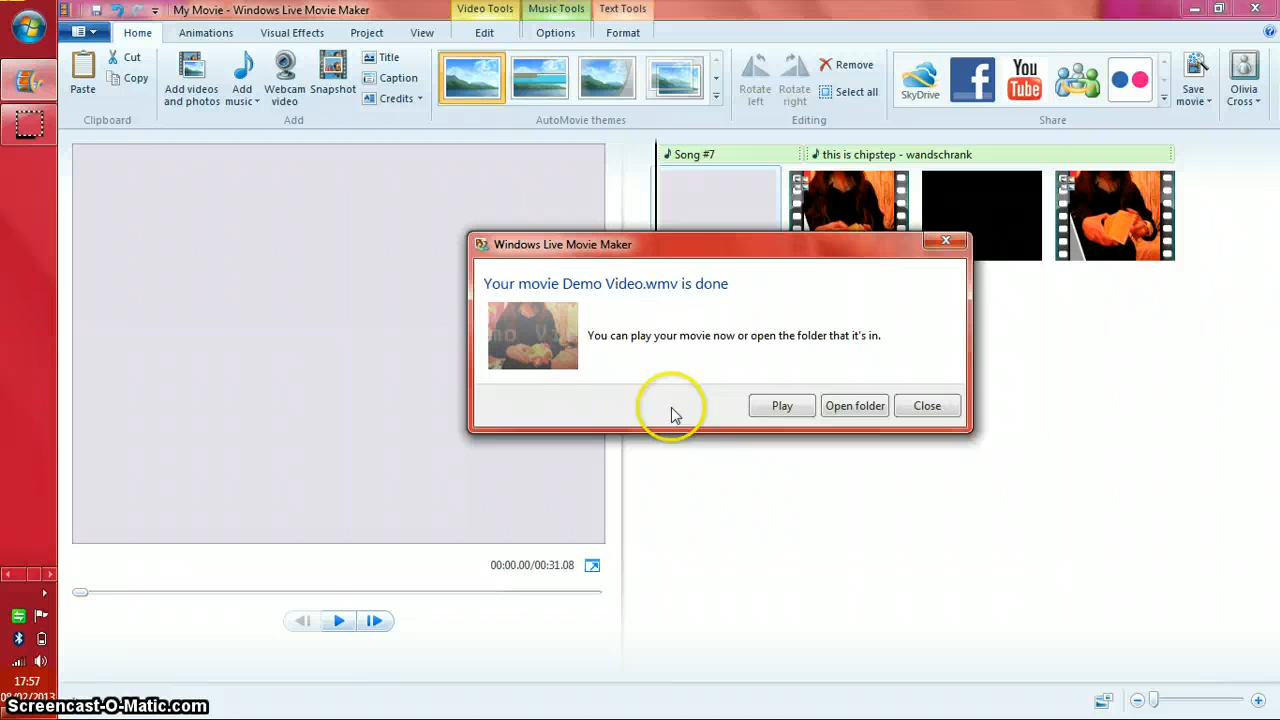 My Movie - Windows Live Movie Maker
Video Tools
Music Tools
Text Tools
Home
Animations
Visual Effects
Project
View
Edit
Options
Format
Paste
Cut
Copy
Clipboard
Add videos and photos
Add music
Webcam video
Snapshot
Title
Caption
Credits
Add
AutoMovie themes
Rotate left
Rotate right
Remove
Select all
Editing
SkyDrive
You Tube
Share
Save movie
Olivia Cross
Song #7
this is chipstep - wandschrank
Windows Live Movie Maker
Your movie Demo Video.wmv is done
You can play your movie now or open the folder that it's in.
Play
Open folder
Close
00:00.00/00:31.08
17:57
08/02/2013
Screencast-O-Matic.com